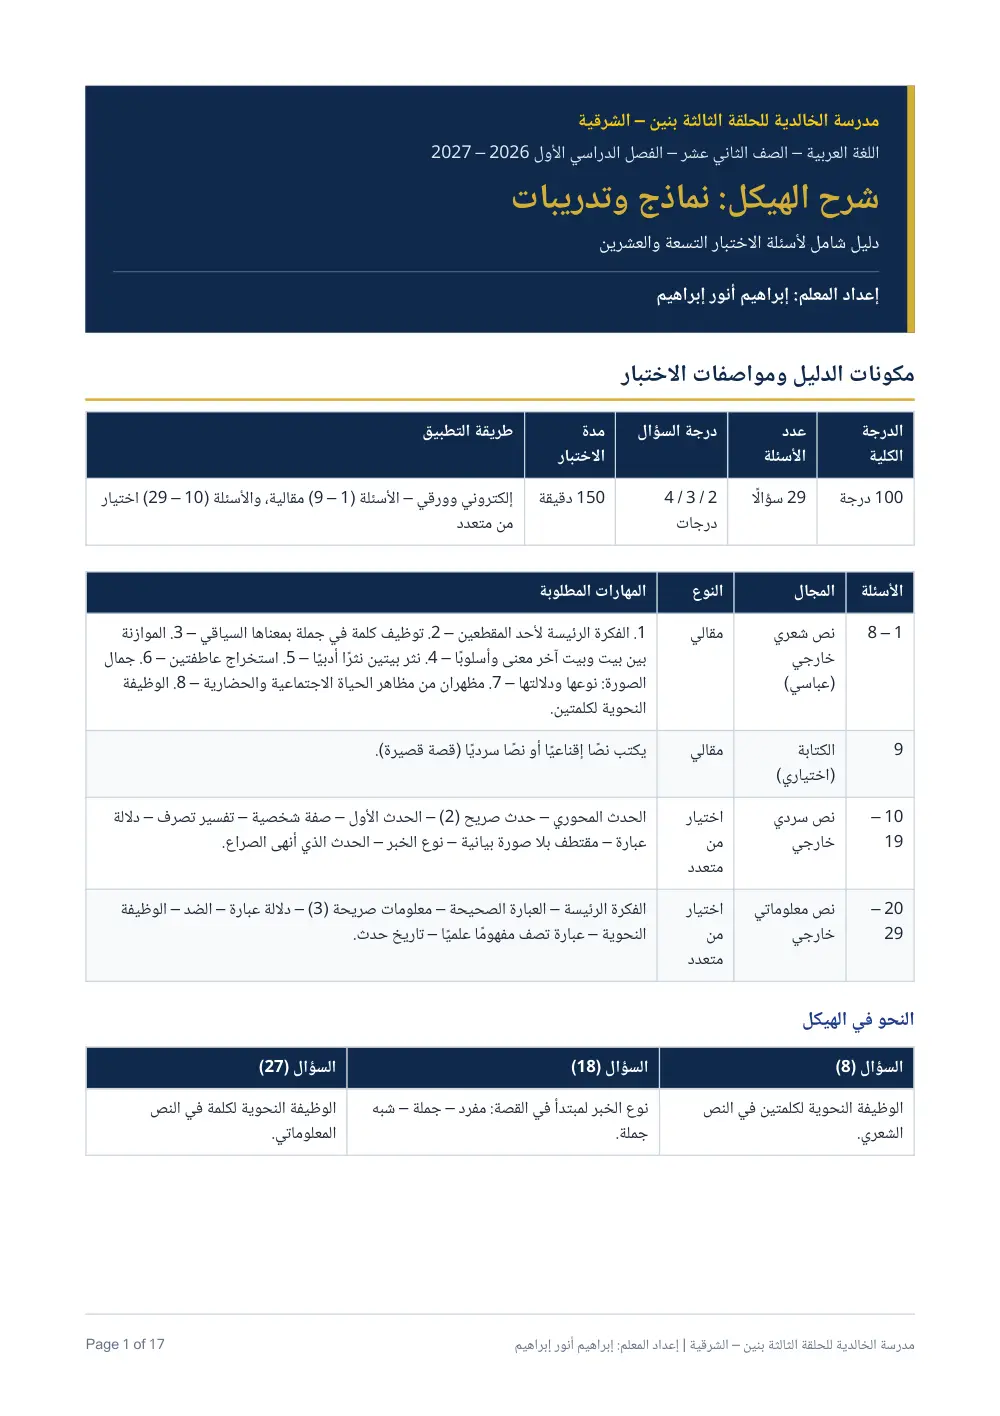 مدرسة الخالدية للحلقة الثالثة بنين – الشرقية
اللغة العربية – الصف الثاني عشر – الفصل الدراسي الأول 2026 – 2027
شرح الهيكل: نماذج وتدريبات
دليل شامل لأسئلة الاختبار التسعة والعشرين
إعداد المعلم: إبراهيم أنور إبراهيم
مكونات الدليل ومواصفات الاختبار
الدرجة الكلية
عدد الأسئلة
درجة السؤال
مدة الاختبار
طريقة التطبيق
100 درجة
29 سؤالًا
2 / 3 / 4 درجات
150 دقيقة
إلكتروني وورقي – الأسئلة (1 – 9) مقالية، والأسئلة (10 – 29) اختيار
من متعدد
الأسئلة
المجال
النوع
المهارات المطلوبة
1 – 8
نص شعري
خارجي
(عباسي)
مقالي
1. الفكرة الرئيسة لأحد المقطعين – 2. توظيف كلمة في جملة بمعناها السياقي – 3. الموازنة
بين بيت وبيت آخر معنى وأسلوبًا – 4. نثر بيتين نثرًا أدبيًا – 5. استخراج عاطفتين – 6. جمال
الصورة: نوعها ودلالتها – 7. مظهران من مظاهر الحياة الاجتماعية والحضارية – 8. الوظيفة
النحوية لكلمتين.
9
الكتابة
(اختياري)
مقالي
يكتب نصًا إقناعيًا أو نصًا سرديًا (قصة قصيرة).
10 –
19
نص سردي
خارجي
اختيار
من
متعدد
الحدث المحوري – حدث صريح (2) – الحدث الأول – صفة شخصية – تفسير تصرف – دلالة
عبارة – مقتطف بلا صورة بيانية – نوع الخبر – الحدث الذي أنهى الصراع.
20 –
29
نص معلوماتي
خارجي
اختيار
من
متعدد
الفكرة الرئيسة – العبارة الصحيحة – معلومات صريحة (3) – دلالة عبارة – الضد – الوظيفة
النحوية – عبارة تصف مفهومًا علميًا – تاريخ حدث.
النحو في الهيكل
السؤال (8)
السؤال (18)
السؤال (27)
الوظيفة النحوية لكلمتين في النص
الشعري.
نوع الخبر لمبتدأ في القصة: مفرد – جملة – شبه
جملة.
الوظيفة النحوية لكلمة في النص
المعلوماتي.
مدرسة الخالدية للحلقة الثالثة بنين – الشرقية | إعداد المعلم: إبراهيم أنور إبراهيم
Page 1 of 17